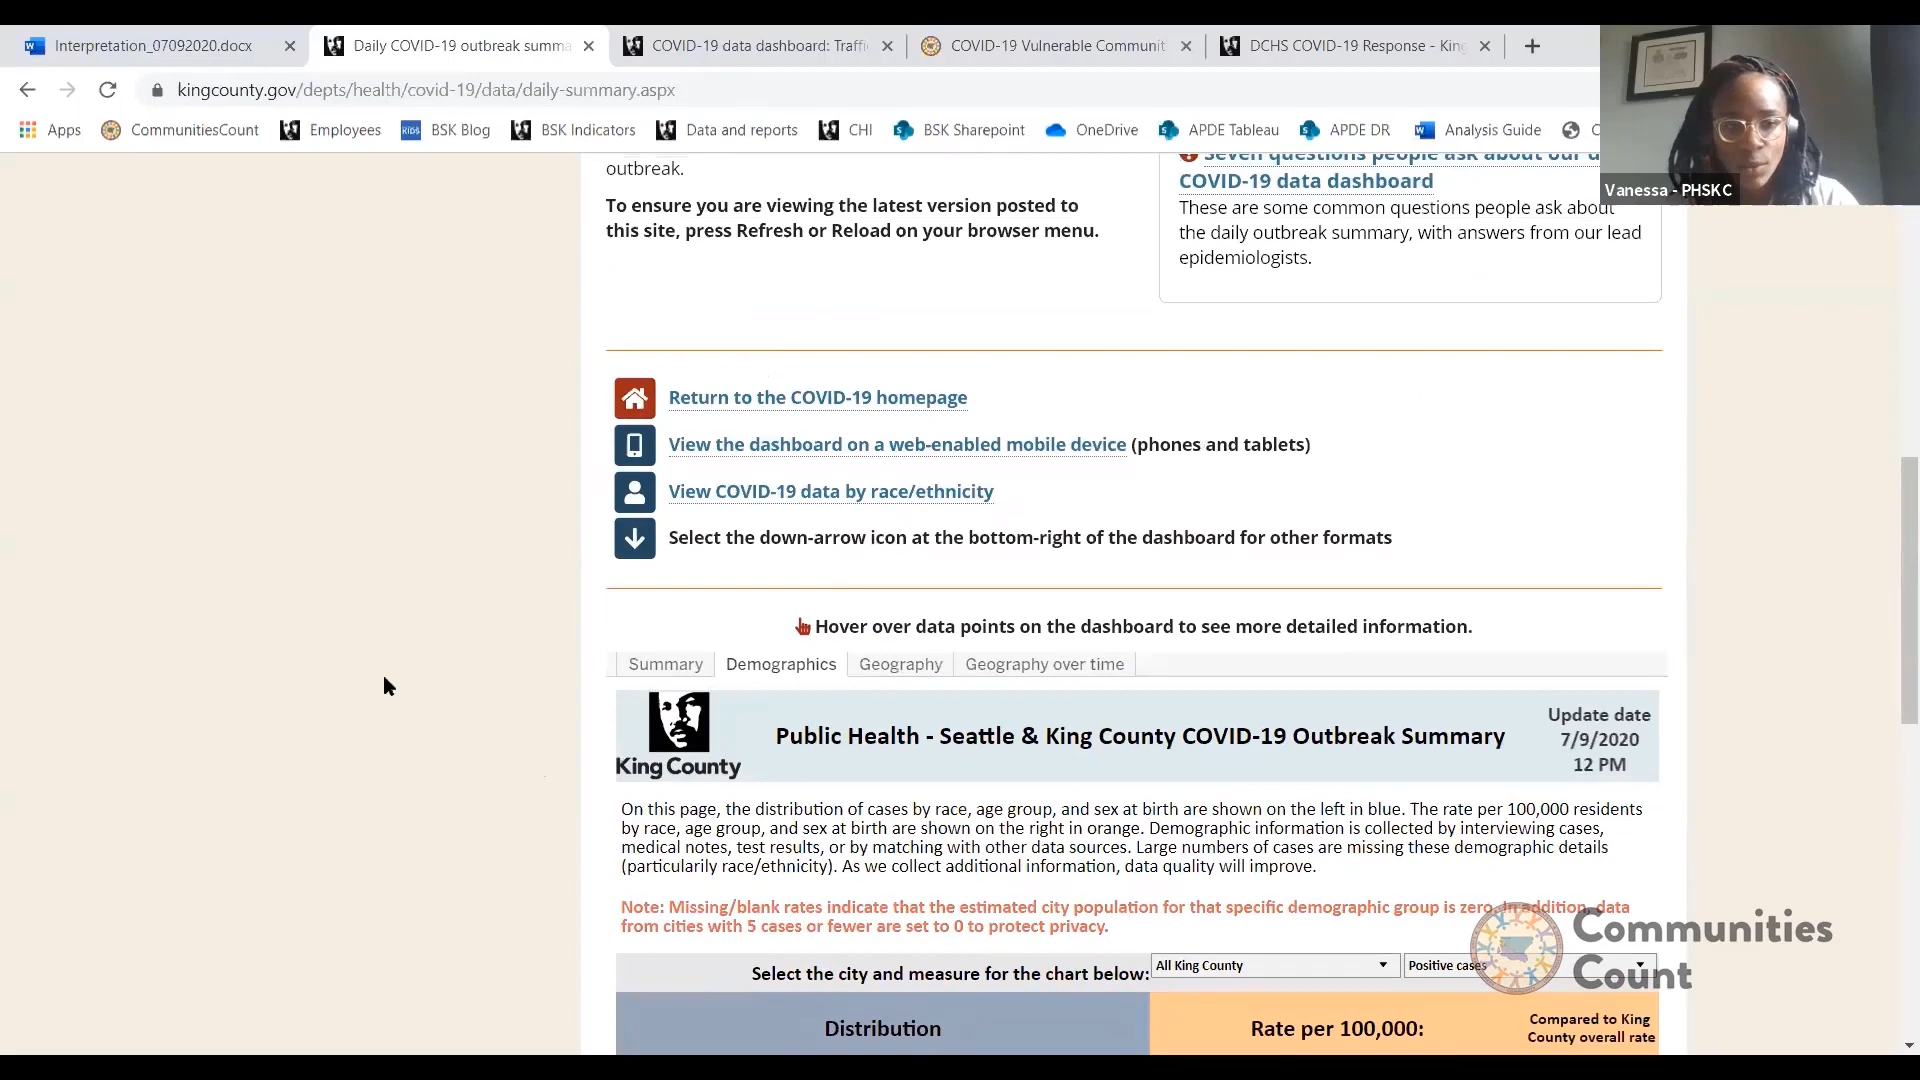 Interpretation_07092020.docx
Daily COVID-19 outbreak summa
COVID-19 data dashboard: Traffi
COVID-19 Vulnerable Communit
DCHS COVID-19 Response - King
kingcounty.gov/depts/health/covid-19/data/daily-summary.aspx
Apps
CommunitiesCount
Employees
BSK Blog
BSK Indicators
Data and reports
CHI
BSK Sharepoint
OneDrive
APDE Tableau
APDE DR
Analysis Guide
Vanessa - PHSKC
outbreak.
To ensure you are viewing the latest version posted to
this site, press Refresh or Reload on your browser menu.
Seven questions people ask about our d
COVID-19 data dashboard
These are some common questions people ask about
the daily outbreak summary, with answers from our lead
epidemiologists.
Return to the COVID-19 homepage
View the dashboard on a web-enabled mobile device (phones and tablets)
View COVID-19 data by race/ethnicity
Select the down-arrow icon at the bottom-right of the dashboard for other formats
Hover over data points on the dashboard to see more detailed information.
Summary
Demographics
Geography
Geography over time
King County
Public Health - Seattle & King County COVID-19 Outbreak Summary
Update date
7/9/2020
12 PM
On this page, the distribution of cases by race, age group, and sex at birth are shown on the left in blue. The rate per 100,000 residents
by race, age group, and sex at birth are shown on the right in orange. Demographic information is collected by interviewing cases,
medical notes, test results, or by matching with other data sources. Large numbers of cases are missing these demographic details
(particularly race/ethnicity). As we collect additional information, data quality will improve.
Note: Missing/blank rates indicate that the estimated city population for that specific demographic group is zero. In addition, data
from cities with 5 cases or fewer are set to 0 to protect privacy.
Select the city and measure for the chart below:
All King County
Positive cases
Communities
Count
Distribution
Rate per 100,000:
Compared to King
County overall rate